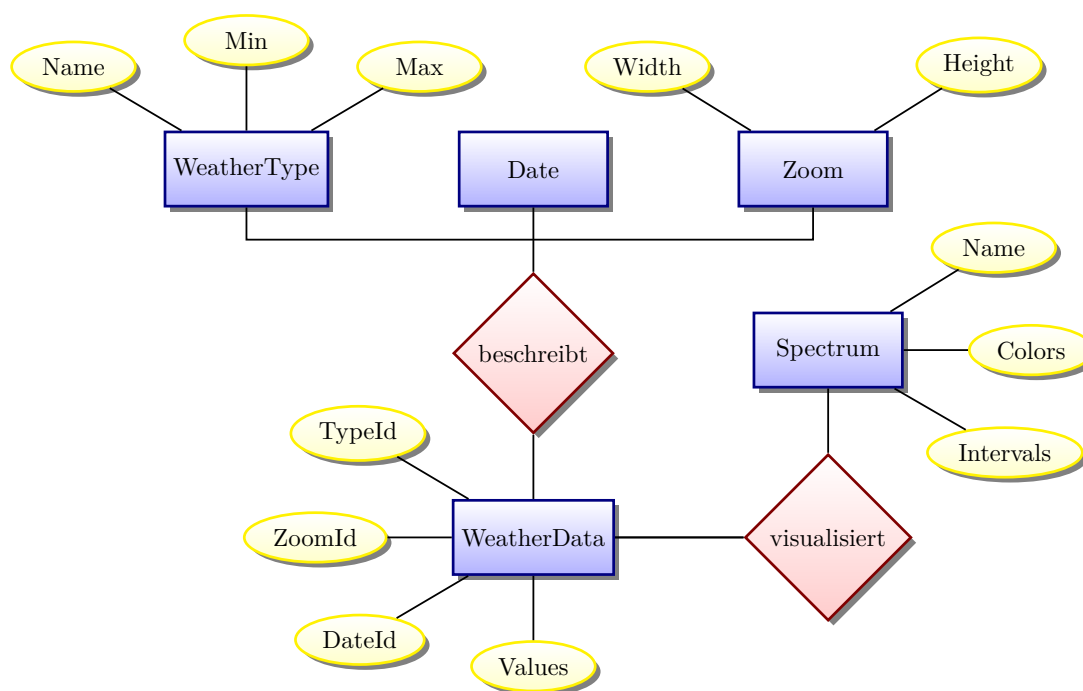 Name
Min
Max
Width
Height
WeatherType
Date
Zoom
Name
Spectrum
Colors
beschreibt
Intervals
TypeId
ZoomId
WeatherData
visualisiert
DateId
Values